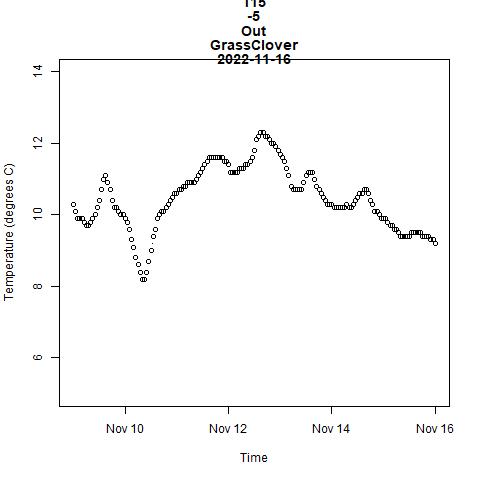 115
-5
Out
GrassClover
2022-11-16
14
12
10
8
6
Temperature (degrees C)
Nov 10
Nov 12
Nov 14
Nov 16
Time